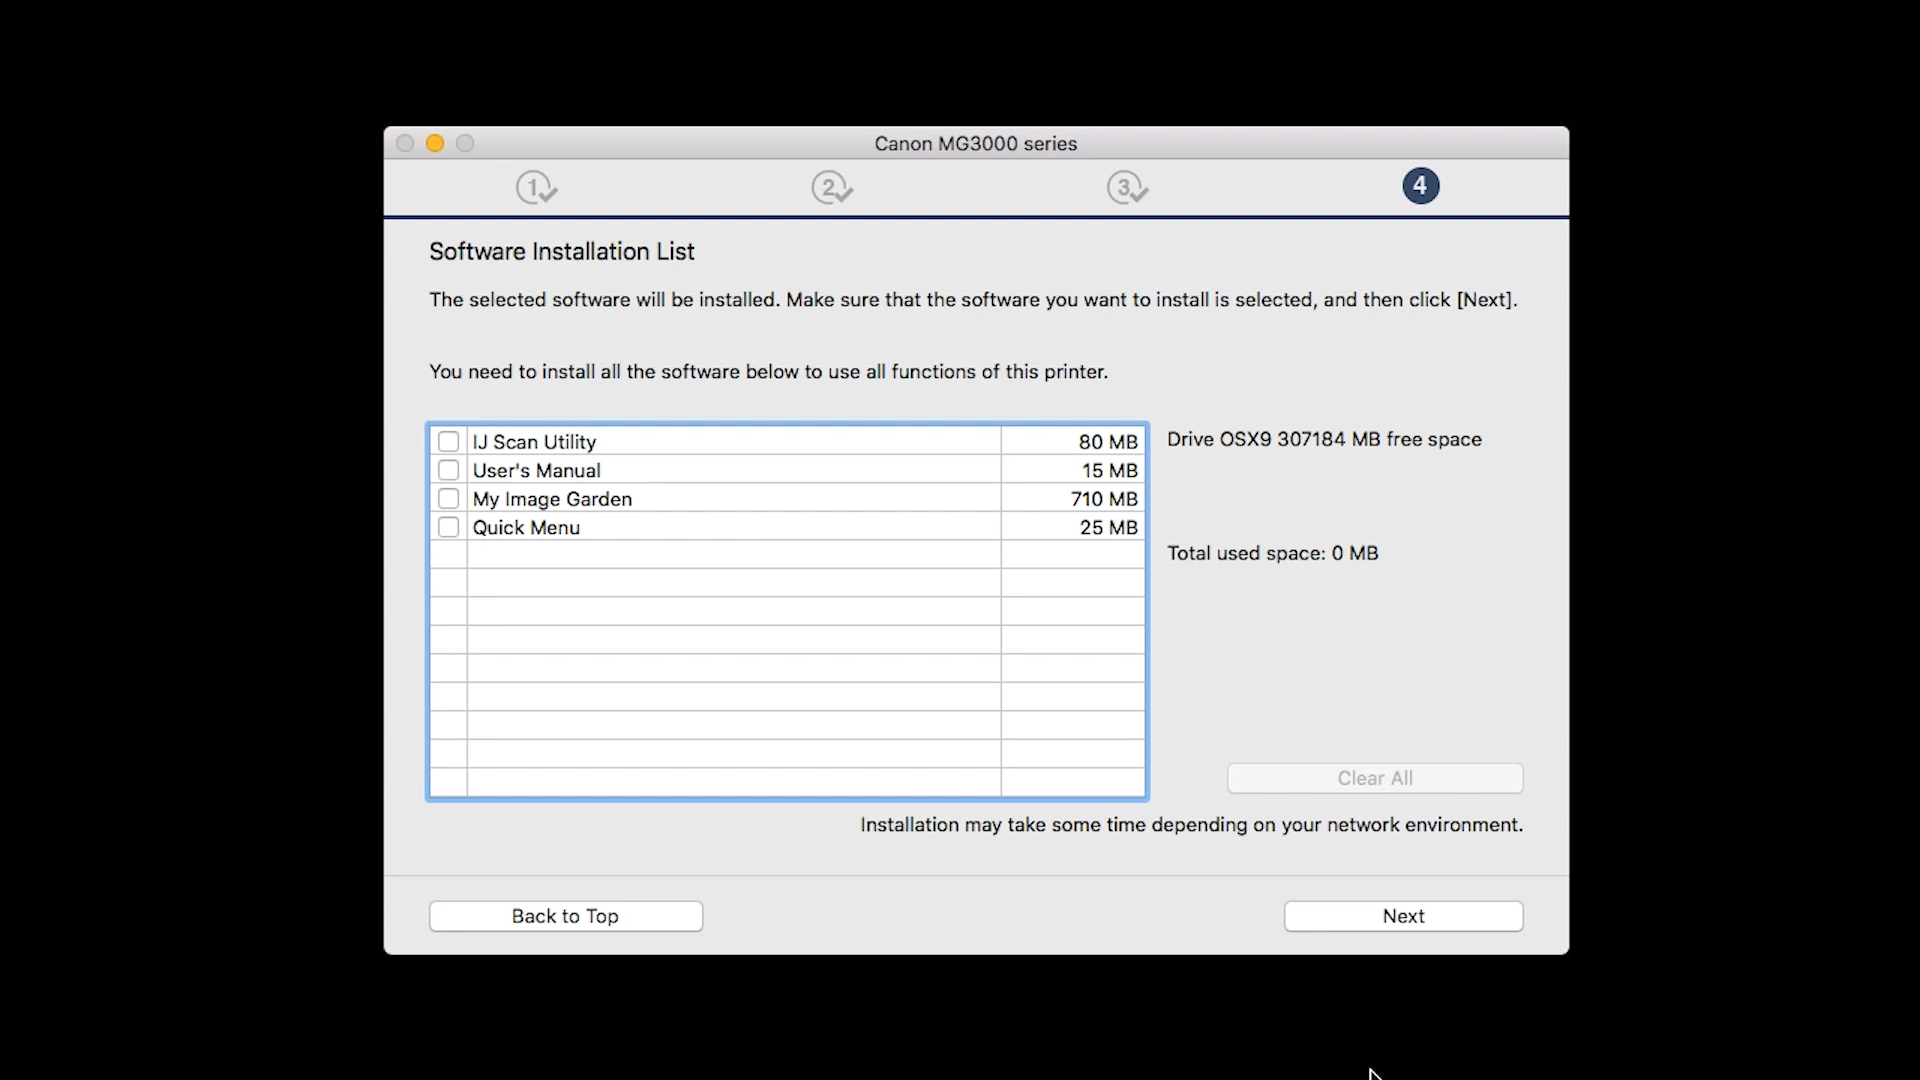 Canon MG3000 series
1 2 3 4
Software Installation List
The selected software will be installed. Make sure that the software you want to install is selected, and then click [Next].
You need to install all the software below to use all functions of this printer.
IJ Scan Utility 80 MB
User's Manual 15 MB
My Image Garden 710 MB
Quick Menu 25 MB
Drive OSX9 307184 MB free space
Total used space: 0 MB
Clear All
Installation may take some time depending on your network environment.
Back to Top
Next